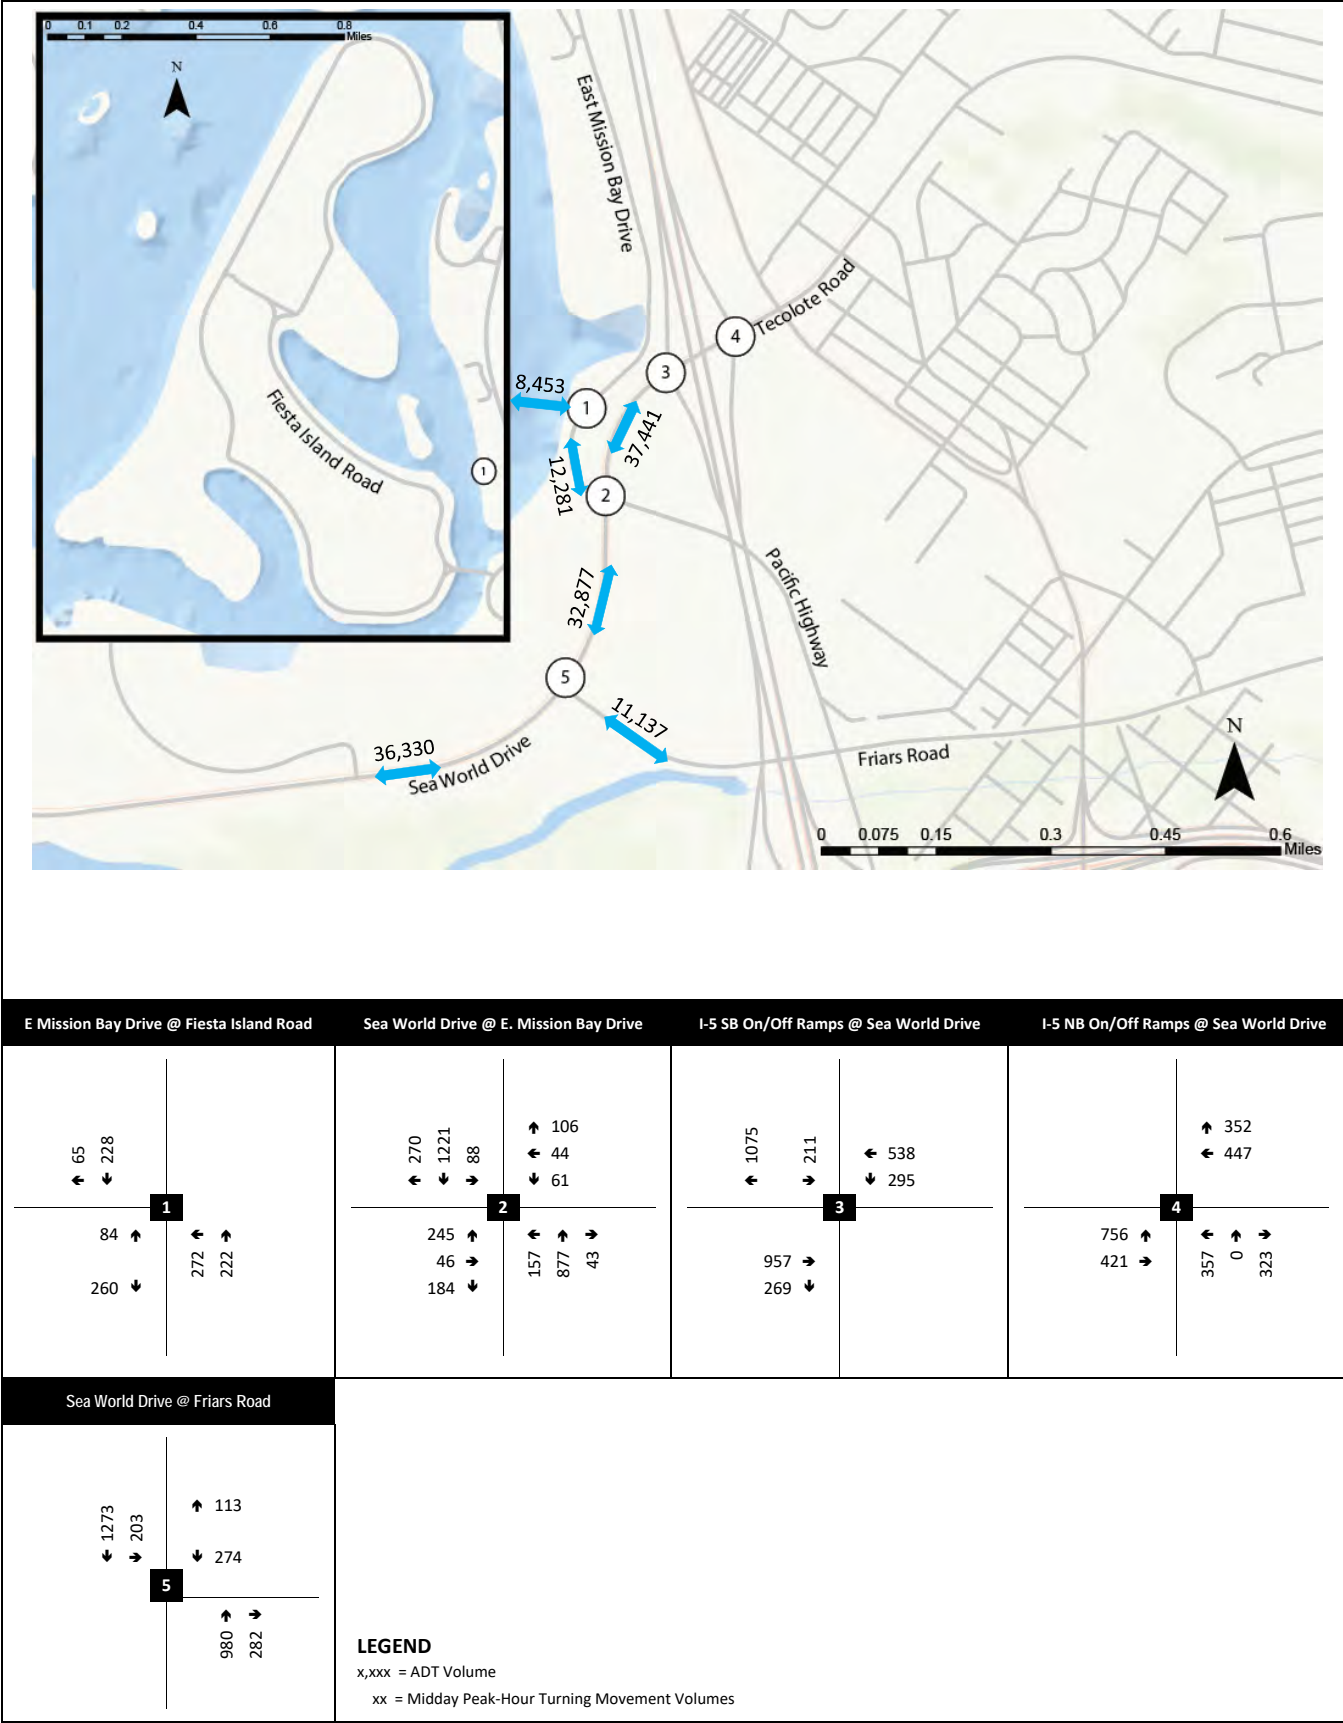 0 0.1 0.2 0.4 0.6 0.8
Miles
N
East Mission Bay Drive
Tecolote Road
4
3
8,453
1
37,441
Fiesta Island Road
12,281
1
2
Pacific Highway
32,877
5
11,137
N
36,330
Sea World Drive
Friars Road
0 0.075 0.15 0.3 0.45 0.6
Miles
E Mission Bay Drive @ Fiesta Island Road
65 228
1
84
260
272 222
Sea World Drive @ E. Mission Bay Drive
270 1221 88
106
44
61
2
245
46
184
157 877 43
I-5 SB On/Off Ramps @ Sea World Drive
1075 211
538
295
3
957
269
I-5 NB On/Off Ramps @ Sea World Drive
352
447
4
756
421
357 0 323
Sea World Drive @ Friars Road
1273 203
113
274
5
980 282
LEGEND
x,xxx = ADT Volume
xx = Midday Peak-Hour Turning Movement Volumes